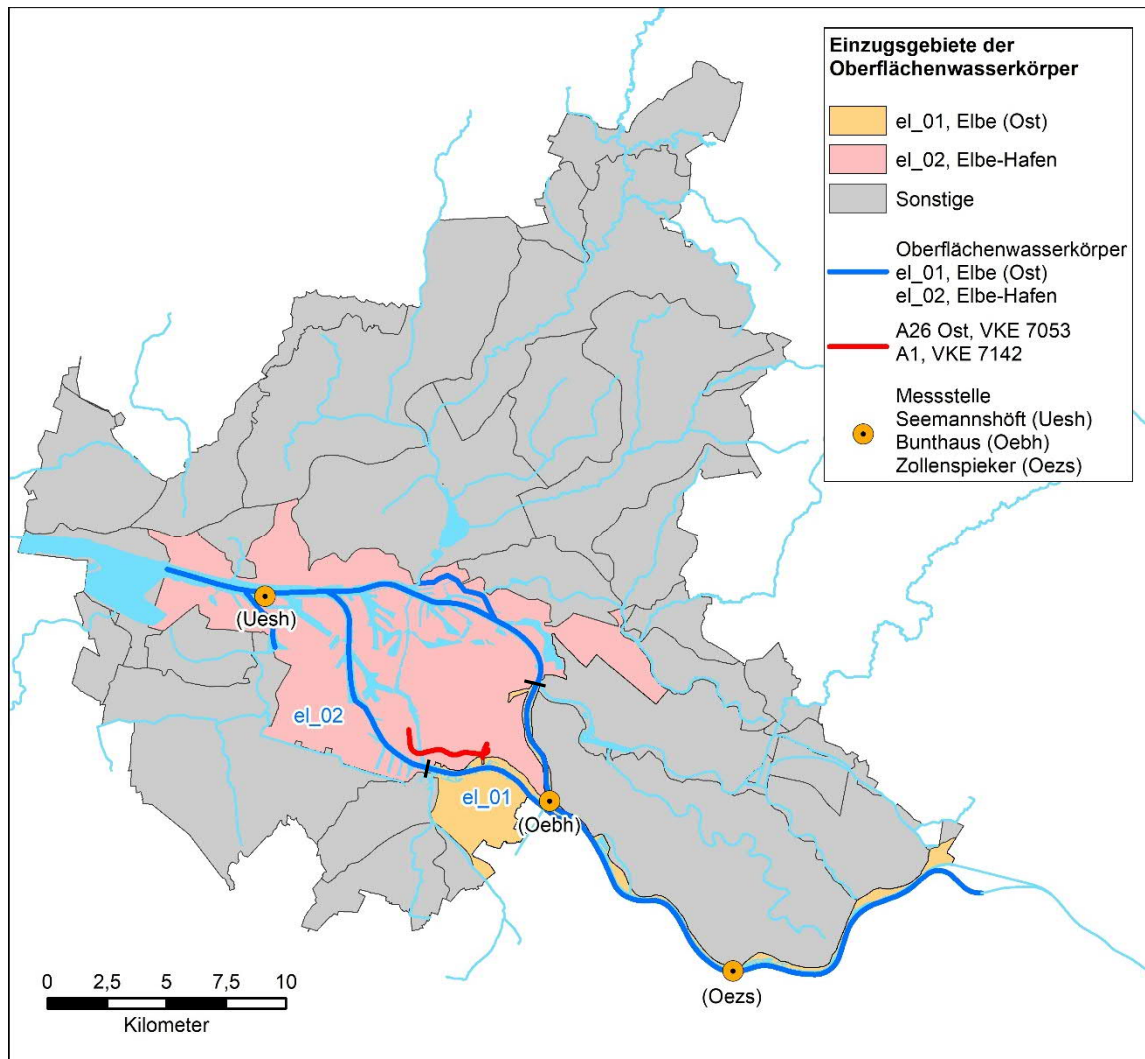 Einzugsgebiete der
Oberflächenwasserkörper
el_01, Elbe (Ost)
el_02, Elbe-Hafen
Sonstige
Oberflächenwasserkörper
el_01, Elbe (Ost)
el_02, Elbe-Hafen
A26 Ost, VKE 7053
A1, VKE 7142
Messstelle
Seemannshöft (Uesh)
Bunthaus (Oebh)
Zollenspieker (Oezs)
(Uesh)
el_02
el_01
(Oebh)
(Oezs)
0 2,5 5 7,5 10
Kilometer